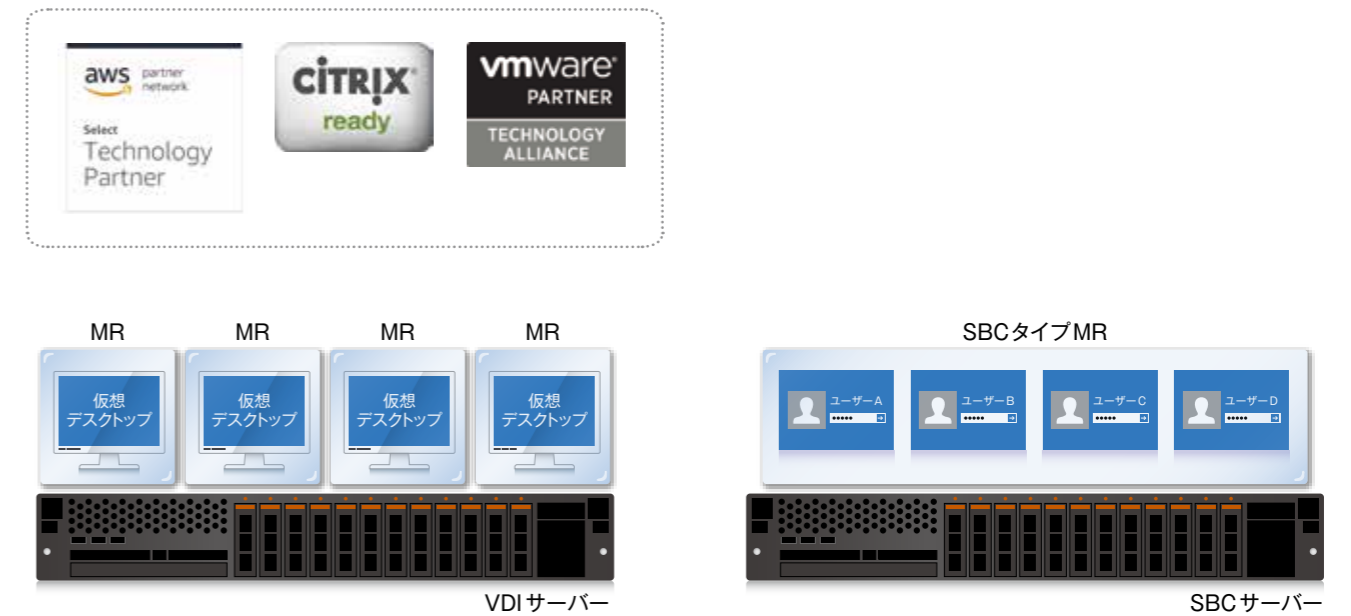 aws partner
network
Select
Technology
Partner
CİTRIX®
ready
vmware®
PARTNER
TECHNOLOGY
ALLIANCE
MR
MR
MR
MR
仮想
デスクトップ
仮想
デスクトップ
仮想
デスクトップ
仮想
デスクトップ
VDIサーバー
SBCタイプMR
ユーザーA
ユーザーB
ユーザーC
ユーザーD
SBCサーバー